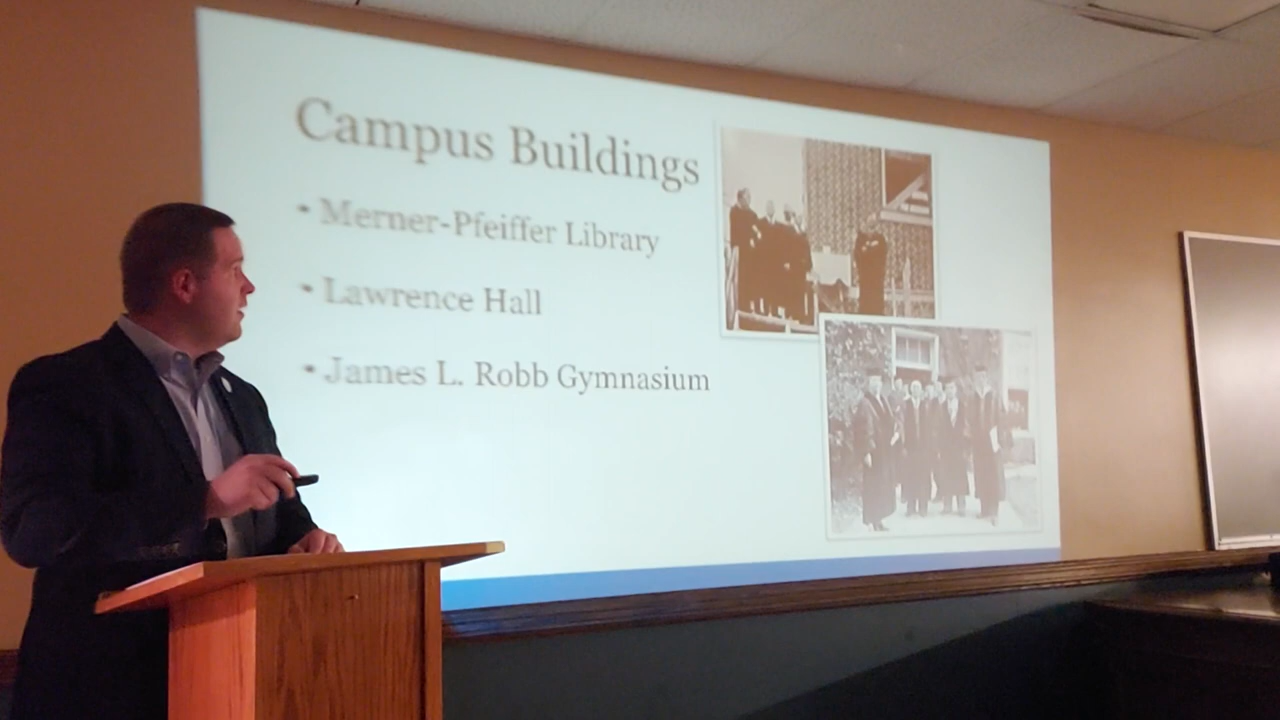 Campus Buildings
• Merner-Pfeiffer Library
• Lawrence Hall
• James L. Robb Gymnasium